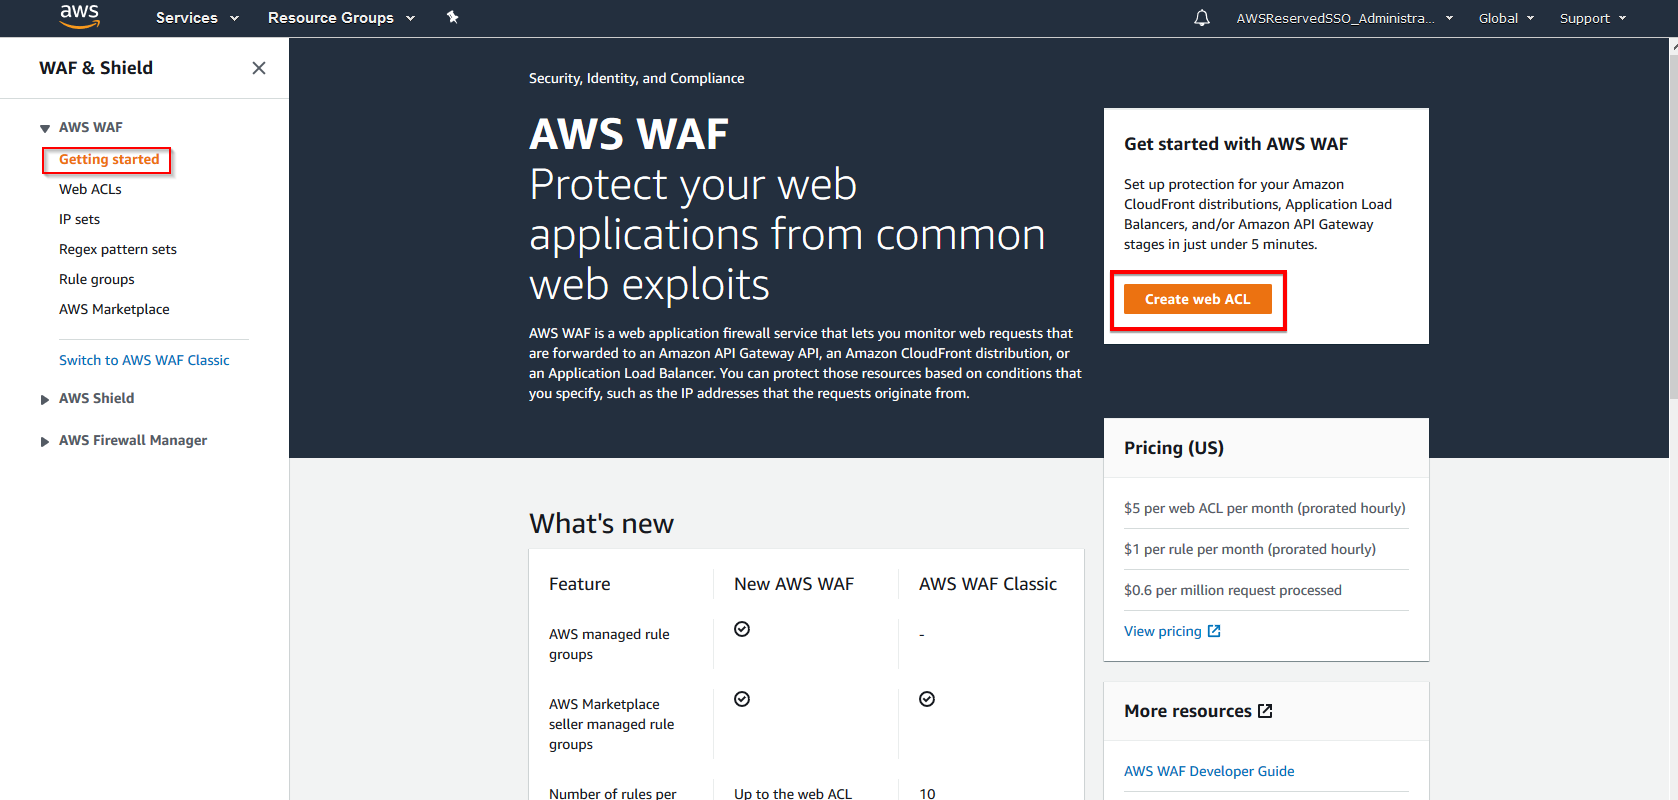 aws
Services
Resource Groups
AWSReservedSSO_Administra...
Global
Support
WAF & Shield
AWS WAF
Getting started
Web ACLs
IP sets
Regex pattern sets
Rule groups
AWS Marketplace
Switch to AWS WAF Classic
AWS Shield
AWS Firewall Manager
Security, Identity, and Compliance
AWS WAF
Protect your web
applications from common
web exploits
AWS WAF is a web application firewall service that lets you monitor web requests that
are forwarded to an Amazon API Gateway API, an Amazon CloudFront distribution, or
an Application Load Balancer. You can protect those resources based on conditions that
you specify, such as the IP addresses that the requests originate from.
Get started with AWS WAF
Set up protection for your Amazon
CloudFront distributions, Application Load
Balancers, and/or Amazon API Gateway
stages in just under 5 minutes.
Create web ACL
Pricing (US)
$5 per web ACL per month (prorated hourly)
$1 per rule per month (prorated hourly)
$0.6 per million request processed
View pricing
More resources
AWS WAF Developer Guide
What's new
Feature
New AWS WAF
AWS WAF Classic
AWS managed rule
groups
-
AWS Marketplace
seller managed rule
groups
Number of rules per
Up to the web ACL
10